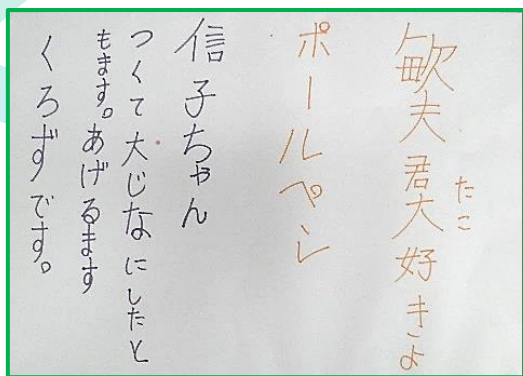 敏夫君大好きよ
たこ
ボールペン
信子ちゃん
つくて大じなにしたと
もます。あげるます
くろずです。